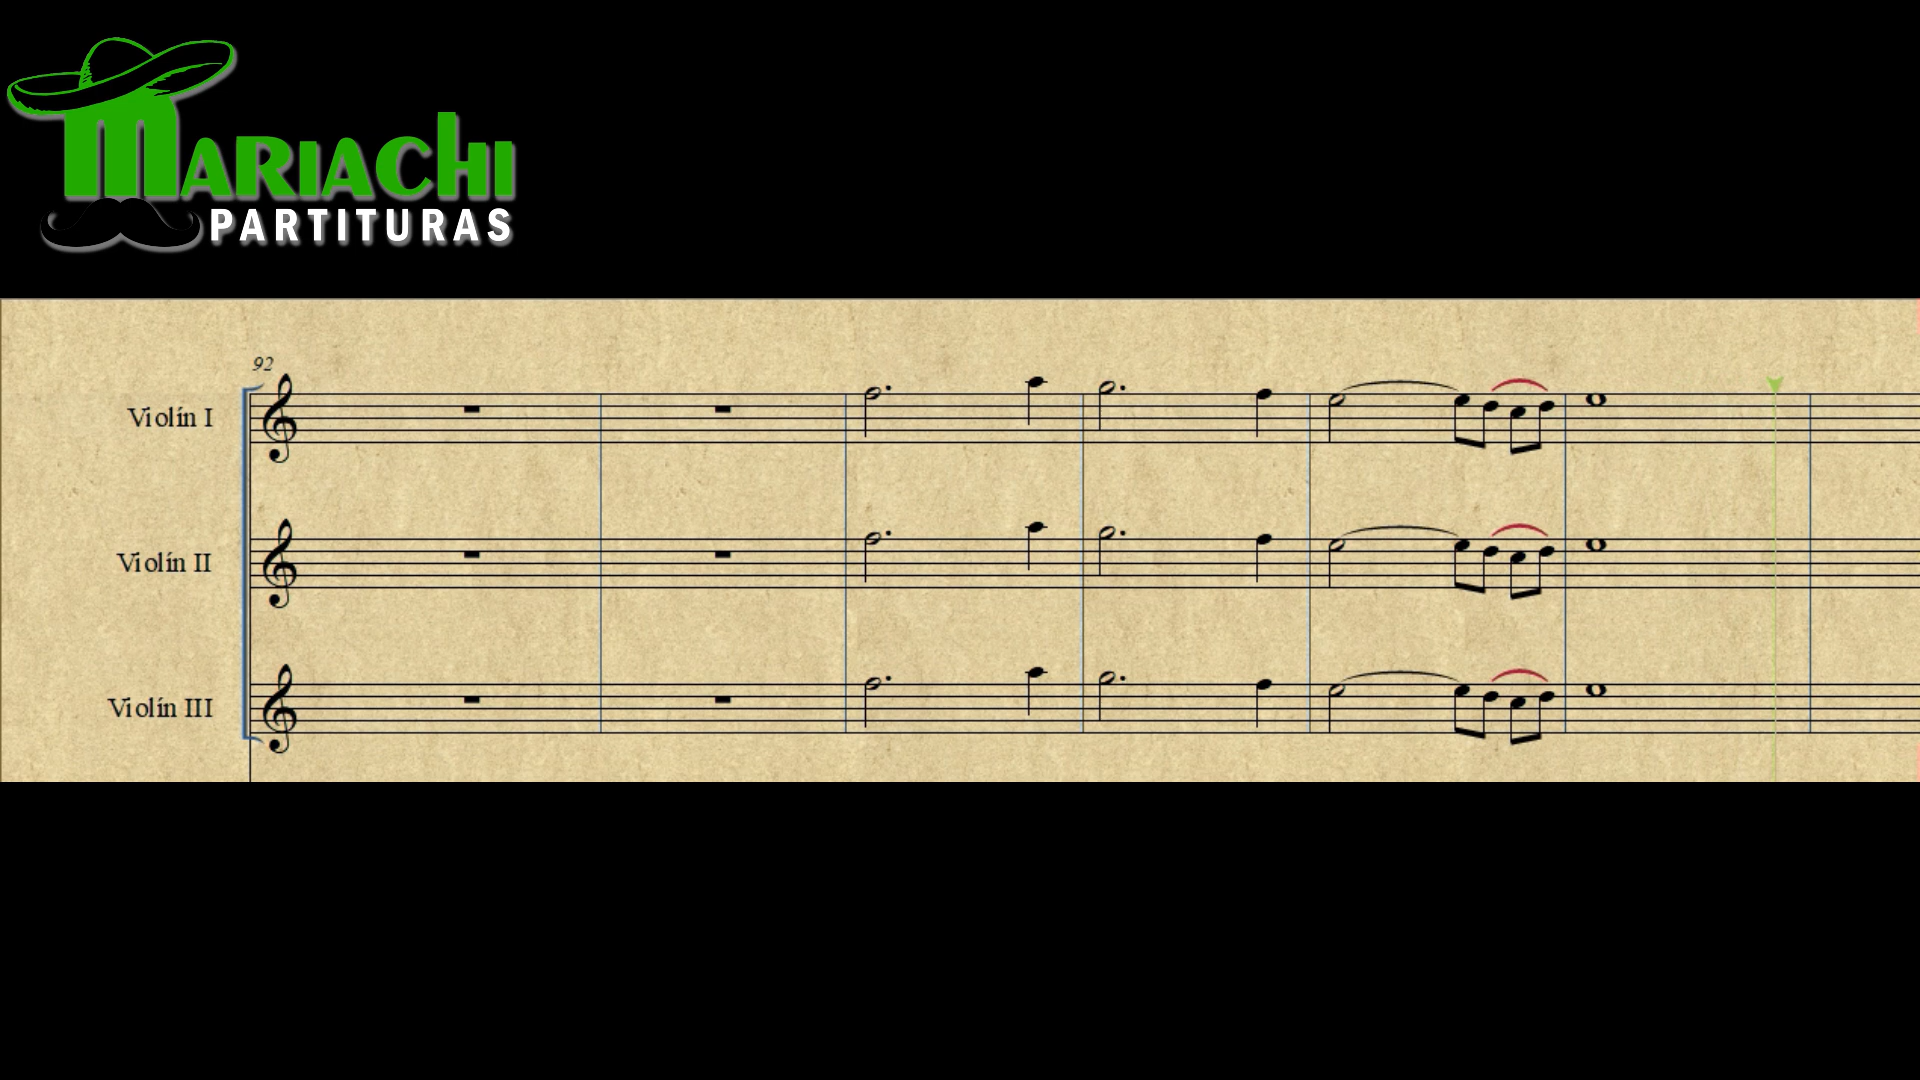 MARIACHI
PARTITURAS
92
Violín I
Violín II
Violín III